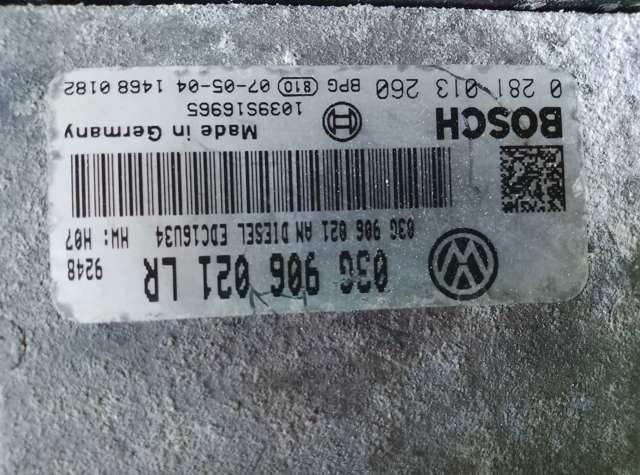 03G 906 021 LR 9248
03G 906 021 AN DIESEL EDC16U34 HW: H07
BOSCH Made in Germany
1039S16965
0 281 013 260 BPG 810 07-05-04 1468 0182